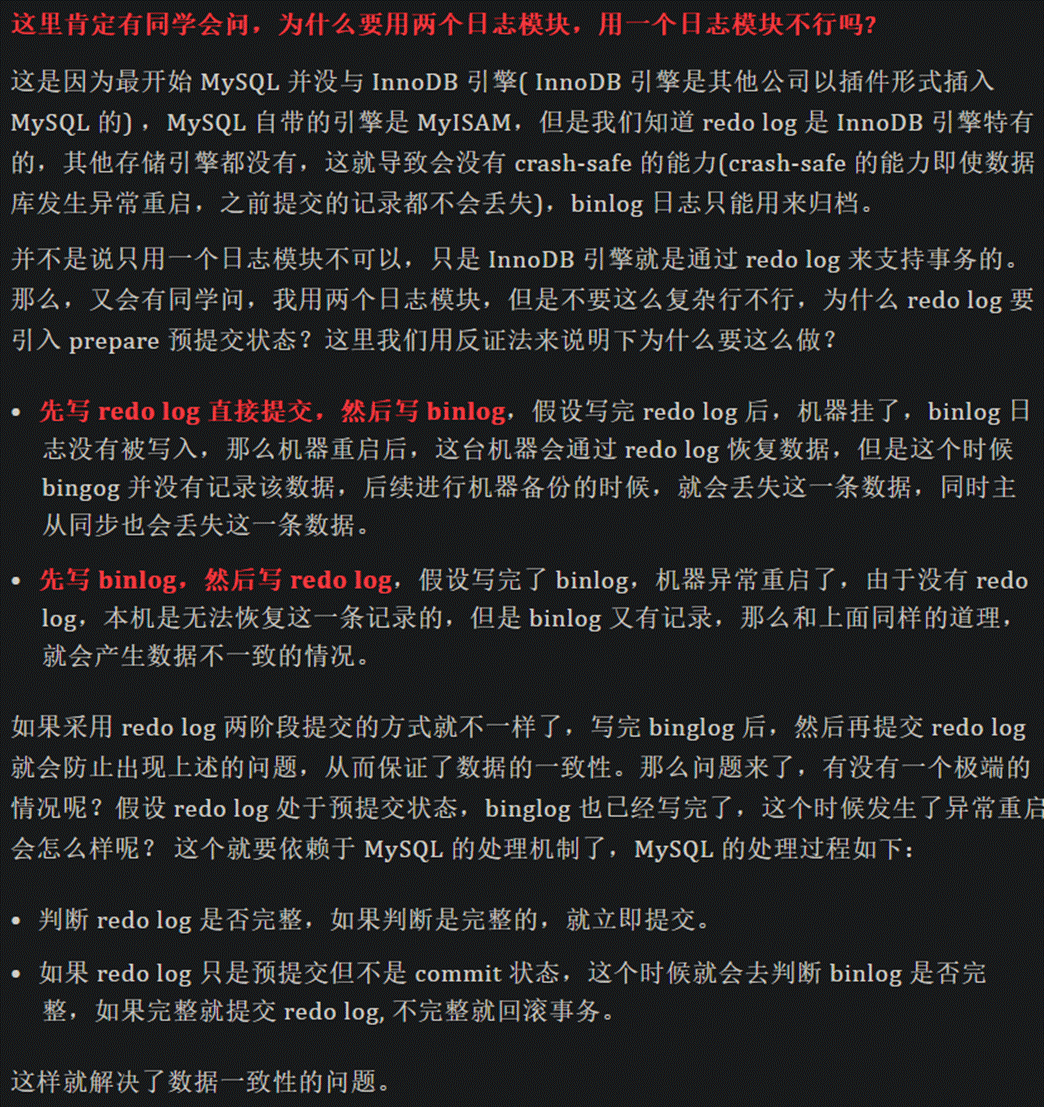 这里肯定有同学会问，为什么要用两个日志模块，用一个日志模块不行吗?
这是因为最开始 MySQL 并没与 InnoDB 引擎( InnoDB 引擎是其他公司以插件形式插入
MySQL 的) ，MySQL 自带的引擎是 MyISAM，但是我们知道 redo log 是 InnoDB 引擎特有
的，其他存储引擎都没有，这就导致会没有 crash-safe 的能力(crash-safe 的能力即使数据
库发生异常重启，之前提交的记录都不会丢失)，binlog 日志只能用来归档。
并不是说只用一个日志模块不可以，只是 InnoDB 引擎就是通过 redo log 来支持事务的。
那么，又会有同学问，我用两个日志模块，但是不要这么复杂行不行，为什么 redo log 要
引入 prepare 预提交状态？这里我们用反证法来说明下为什么要这么做？
• 先写 redo log 直接提交，然后写 binlog，假设写完 redo log 后，机器挂了，binlog 日
志没有被写入，那么机器重启后，这台机器会通过 redo log 恢复数据，但是这个时候
bingog 并没有记录该数据，后续进行机器备份的时候，就会丢失这一条数据，同时主
从同步也会丢失这一条数据。
• 先写 binlog，然后写 redo log，假设写完了 binlog，机器异常重启了，由于没有 redo
log，本机是无法恢复这一条记录的，但是 binlog 又有记录，那么和上面同样的道理，
就会产生数据不一致的情况。
如果采用 redo log 两阶段提交的方式就不一样了，写完 binglog 后，然后再提交 redo log
就会防止出现上述的问题，从而保证了数据的一致性。那么问题来了，有没有一个极端的
情况呢？假设 redo log 处于预提交状态，binglog 也已经写完了，这个时候发生了异常重启
会怎么样呢？ 这个就要依赖于 MySQL 的处理机制了，MySQL 的处理过程如下：
• 判断 redo log 是否完整，如果判断是完整的，就立即提交。
• 如果 redo log 只是预提交但不是 commit 状态，这个时候就会去判断 binlog 是否完
整，如果完整就提交 redo log, 不完整就回滚事务。
这样就解决了数据一致性的问题。